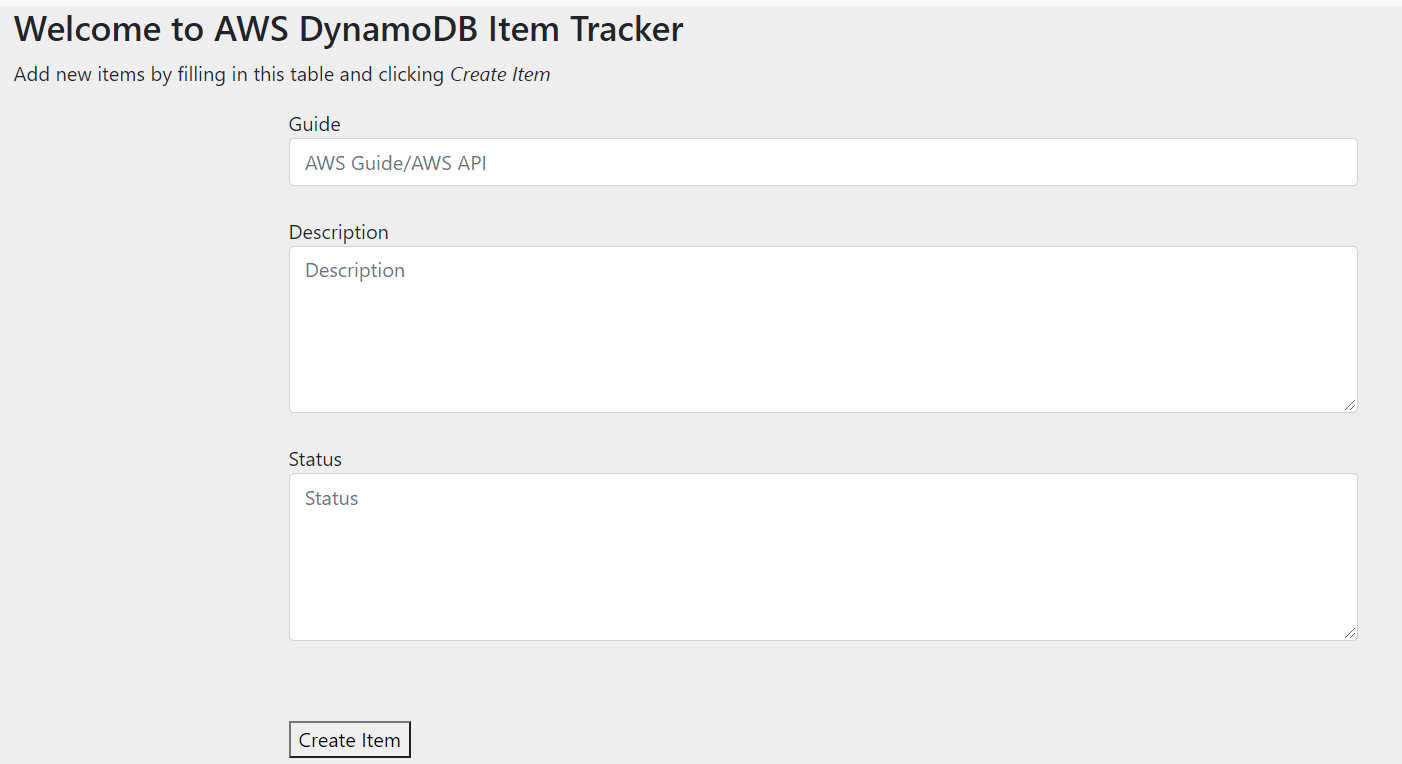 Welcome to AWS DynamoDB Item Tracker
Add new items by filling in this table and clicking Create Item
Guide
AWS Guide/AWS API
Description
Description
Status
Status
Create Item